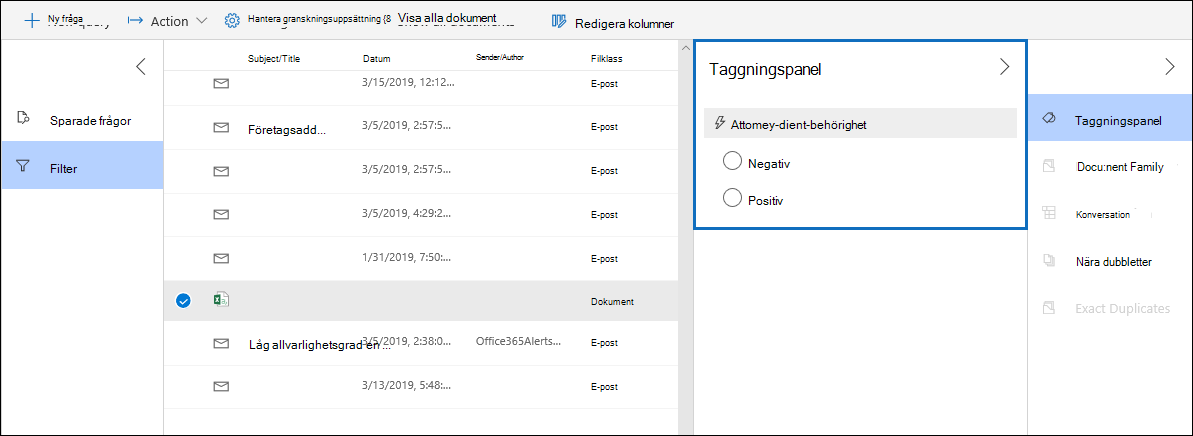 Ny fråga
Action
Hantera granskningsuppsättning (8
Visa alla dokument
Redigera kolumner
Sparade frågor
Filter
Subject/Title Datum Sender/Author Filklass
3/15/2019, 12:12... E-post
Företagsadd... 3/5/2019, 2:57:5... E-post
3/5/2019, 2:57:5... E-post
3/5/2019, 4:29:2... E-post
1/31/2019, 7:50:... E-post
Dokument
Låg allvarlighetsgrad en ... 3/5/2019, 2:38:0... Office365Alerts... E-post
3/13/2019, 5:48:... E-post
Taggningspanel
Attomey-dient-behörighet
Negativ
Positiv
Taggningspanel
Docu:nent Family
Konversation
Nära dubbletter
Exact Duplicates